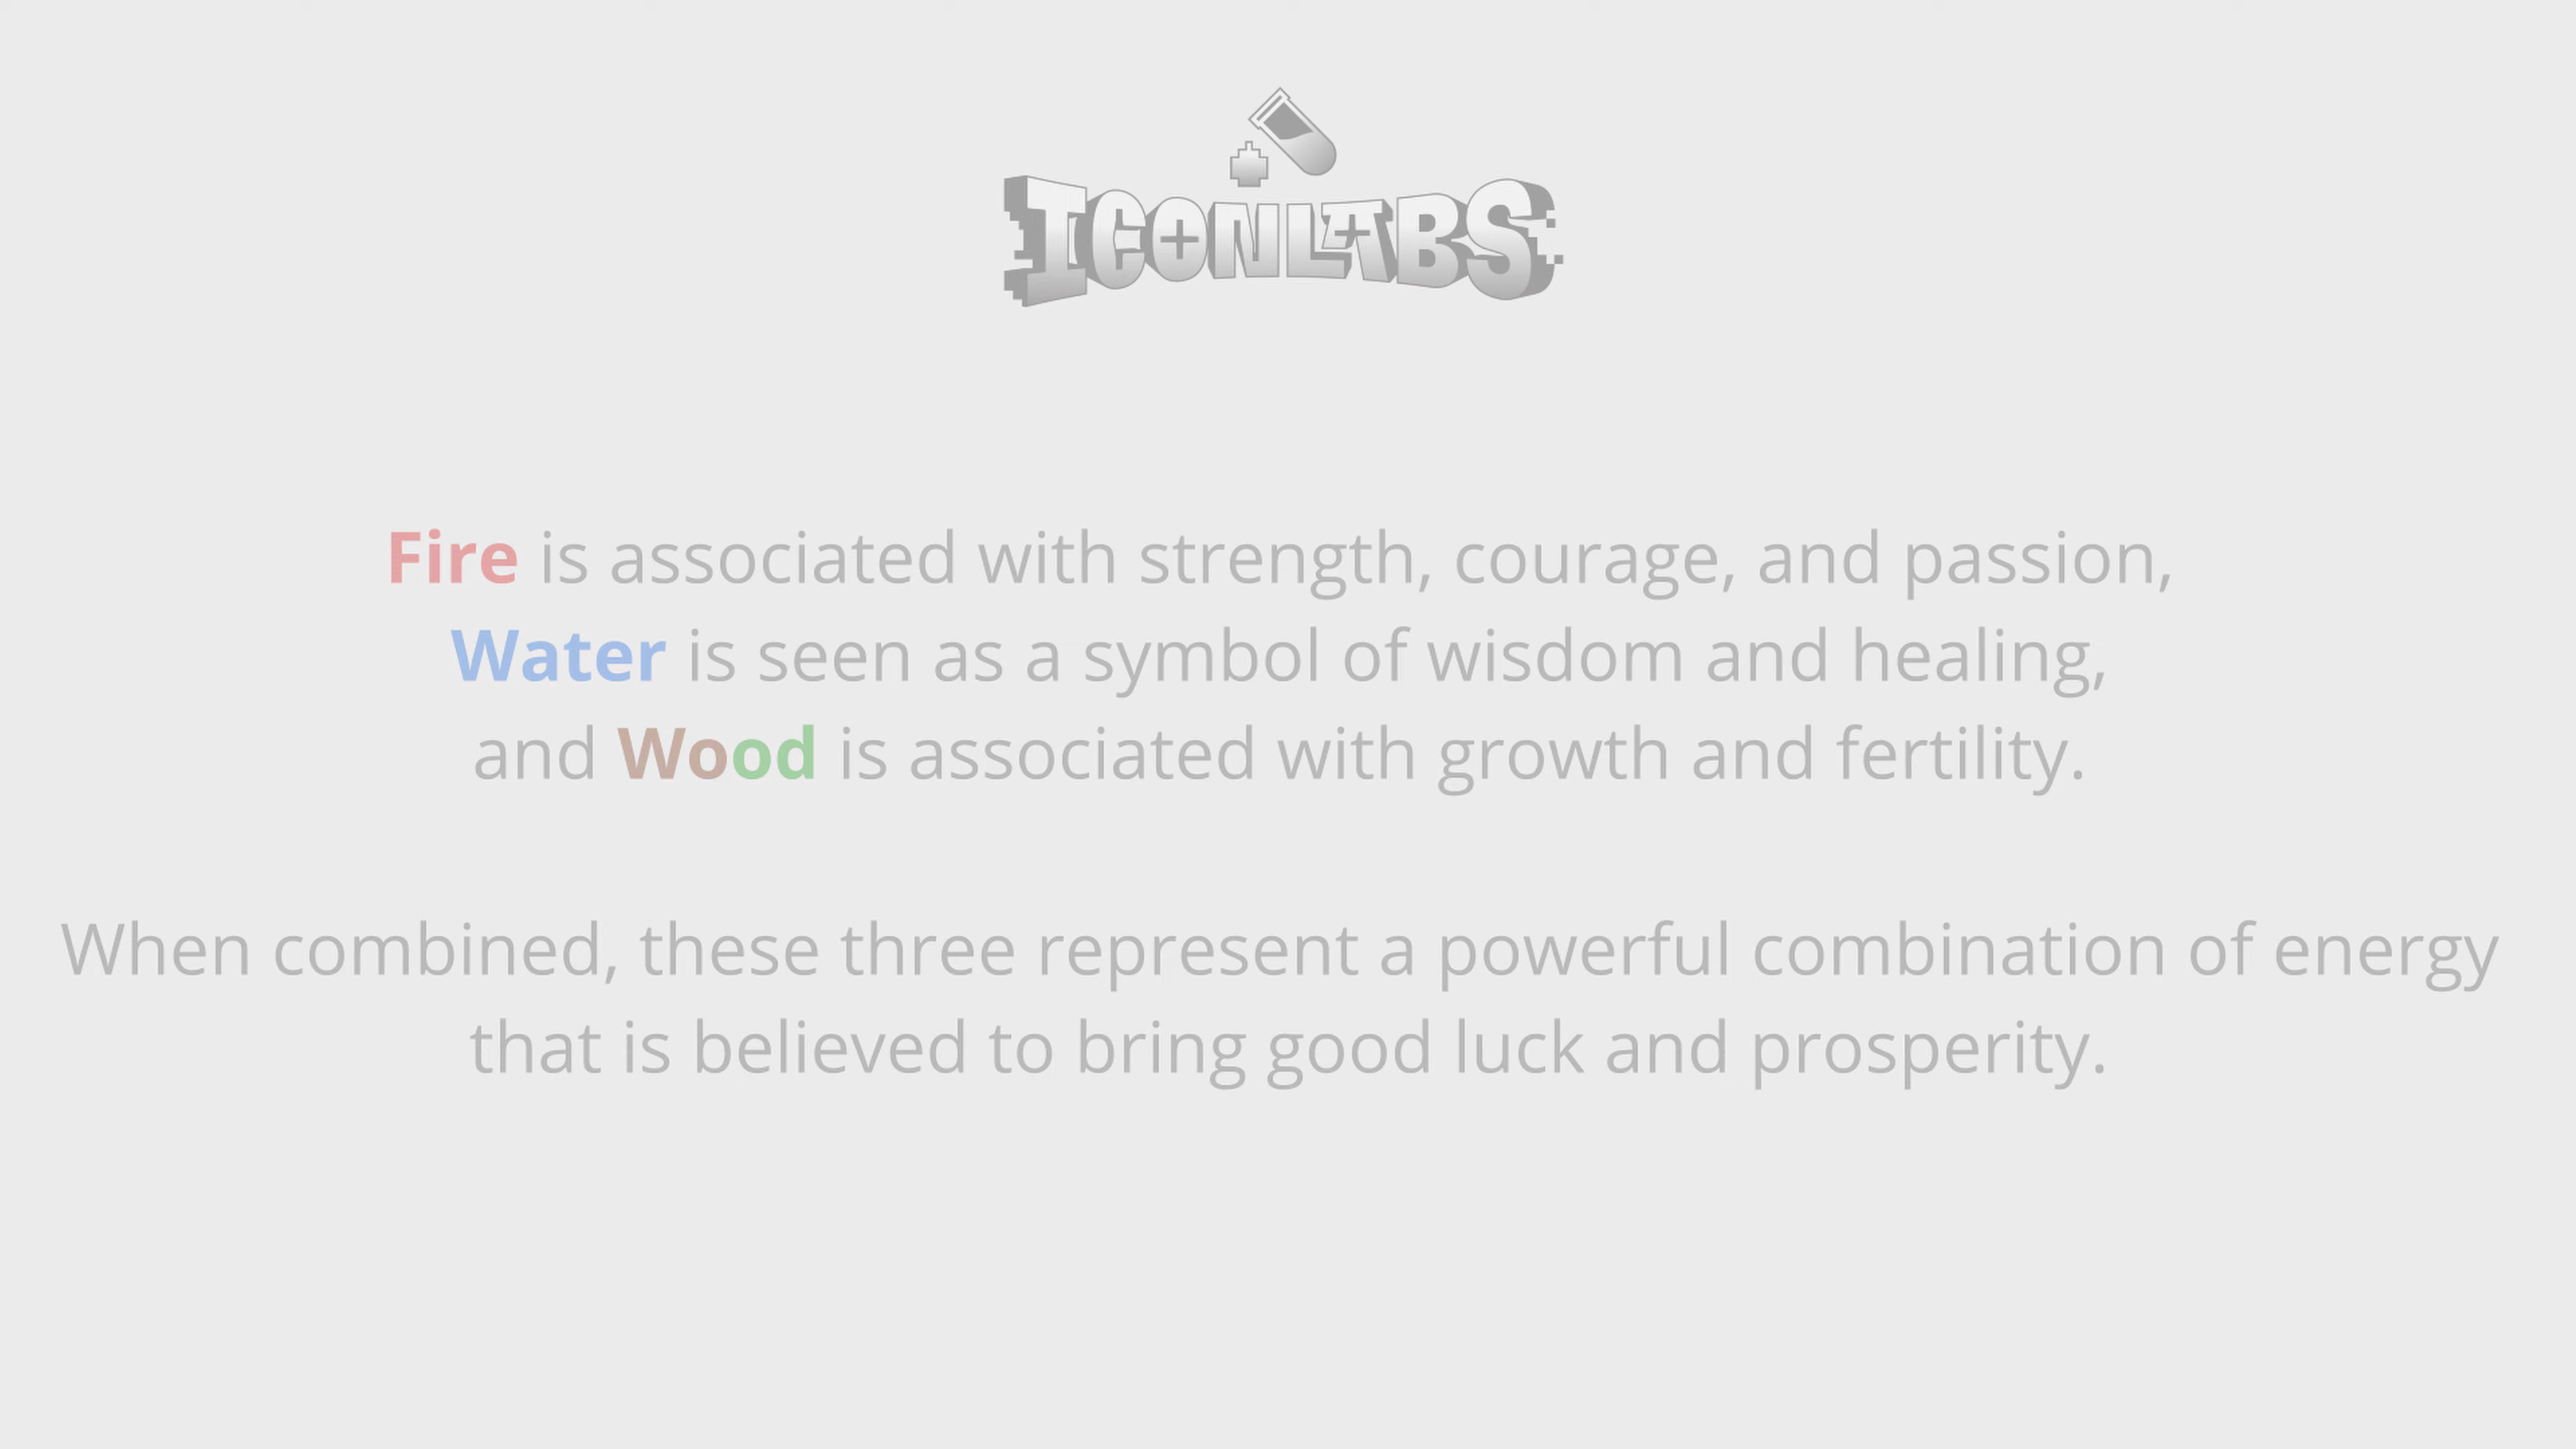 ICONLABS
Fire is associated with strength, courage, and passion,
Water is seen as a symbol of wisdom and healing,
and Wood is associated with growth and fertility.
When combined, these three represent a powerful combination of energy
that is believed to bring good luck and prosperity.